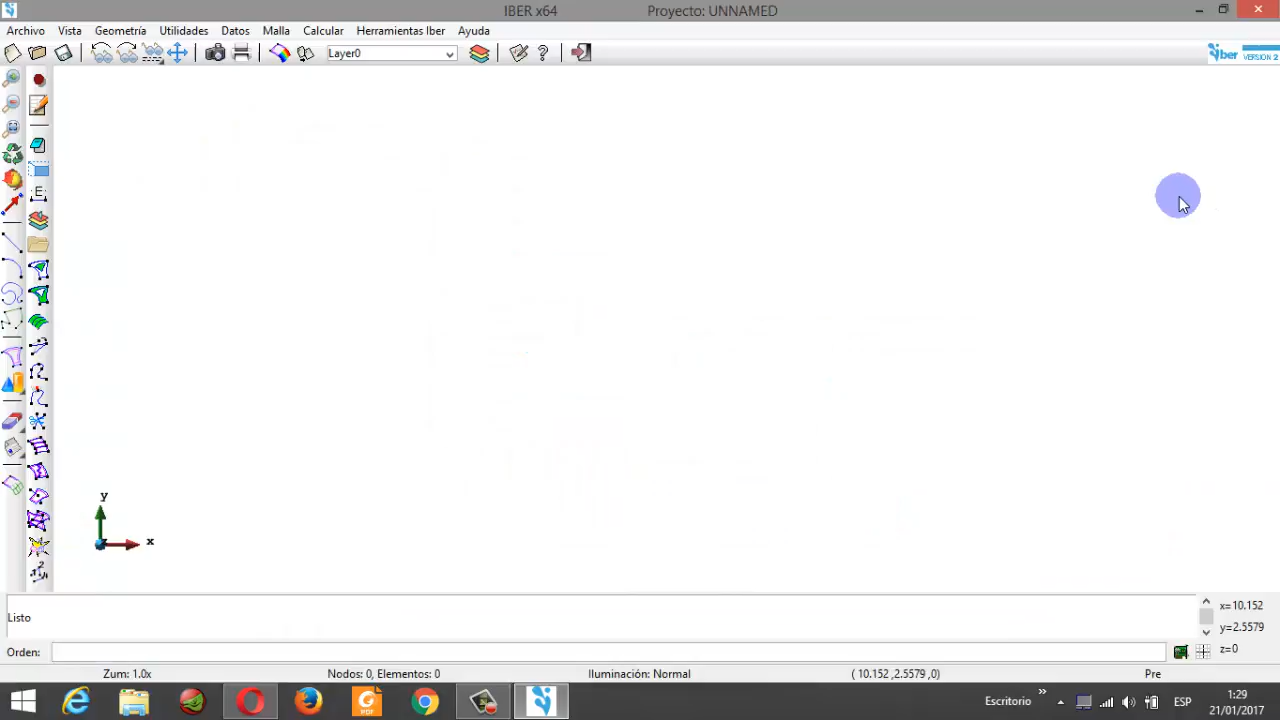 IBER x64 Proyecto: UNNAMED
Archivo Vista Geometría Utilidades Datos Malla Calcular Herramientas Iber Ayuda
Layer0
iber VERSION 2
E
y
x
Listo
x=10.152
y=2.5579
z=0
Orden:
Zum: 1.0x Nodos: 0, Elementos: 0 Iluminación: Normal ( 10.152 ,2.5579 ,0) Pre
G PDF
Escritorio » ESP 1:29
21/01/2017